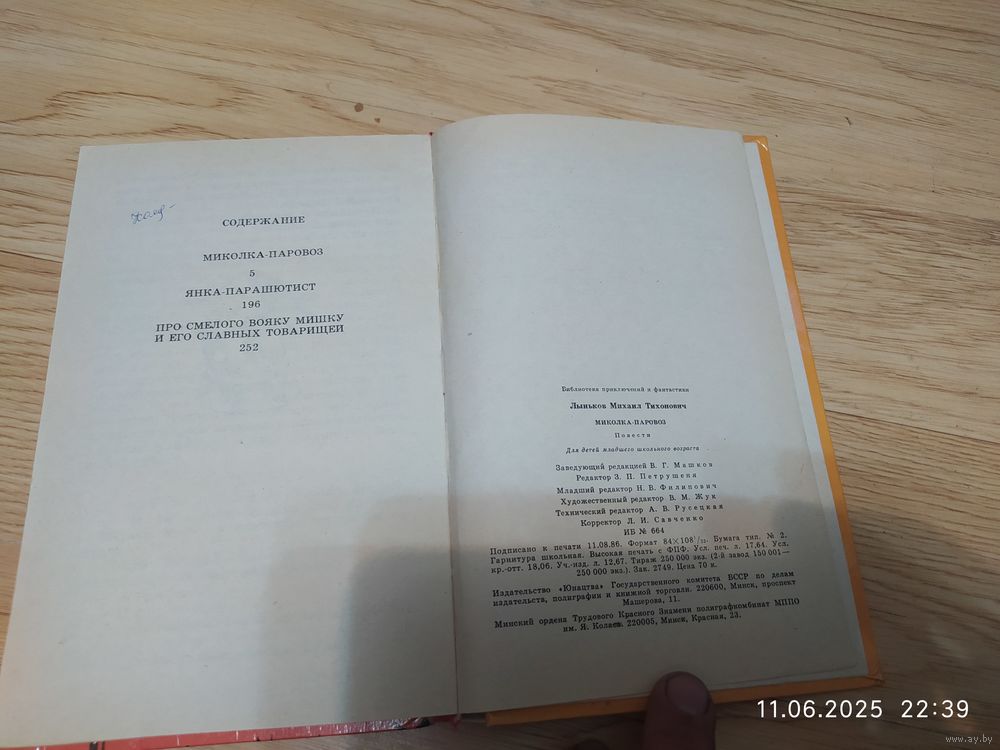 СОДЕРЖАНИЕ
МИКОЛКА-ПАРОВОЗ
5
ЯНКА-ПАРАШЮТИСТ
196
ПРО СМЕЛОГО ВОЯКУ МИШКУ
И ЕГО СЛАВНЫХ ТОВАРИЩЕЙ
252
Библиотека приключений и фантастики
Лыньков Михаил Тихонович
МИКОЛКА-ПАРОВОЗ
Повести
Для детей младшего школьного возраста
Заведующий редакцией В. Г. Машков
Редактор З. П. Петрушеня
Младший редактор Н. В. Филипович
Художественный редактор В. М. Жук
Технический редактор А. В. Русецкая
Корректор Л. И. Савченко
ИБ № 664
Подписано к печати 11.08.86. Формат 84×108¹/₃₂. Бумага тип. № 2.
Гарнитура школьная. Высокая печать с ФПФ. Усл. печ. л. 17,64. Усл.
кр.-отт. 18,06. Уч.-изд. л. 12,67. Тираж 250 000 экз. (2-й завод 150 001—
250 000 экз.). Зак. 2749. Цена 70 к.
Издательство «Юнацтва» Государственного комитета БССР по делам
издательств, полиграфии и книжной торговли. 220600, Минск, проспект
Машерова, 11.
Минский ордена Трудового Красного Знамени полиграфкомбинат МППО
им. Я. Коласа. 220005, Минск, Красная, 23.
11.06.2025 22:39
www.ay.by